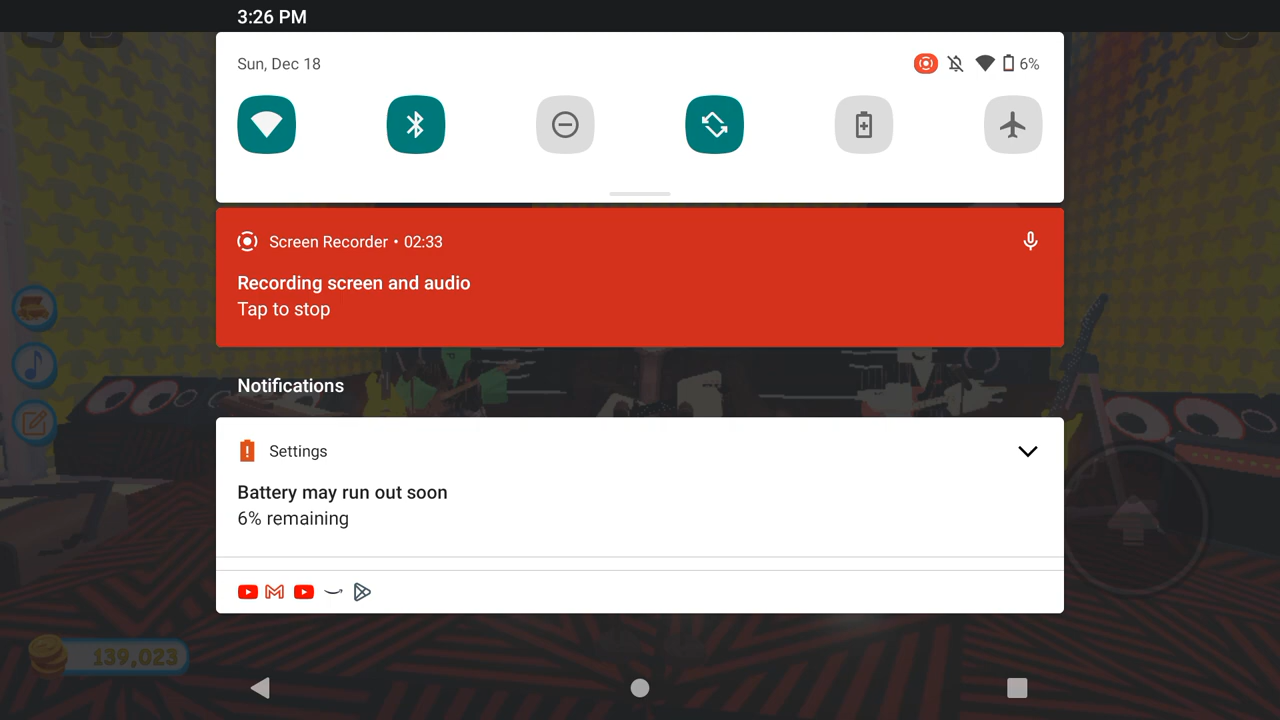 3:26 PM
Sun, Dec 18
6%
Screen Recorder • 02:33
Recording screen and audio
Tap to stop
Notifications
Settings
Battery may run out soon
6% remaining
139,023